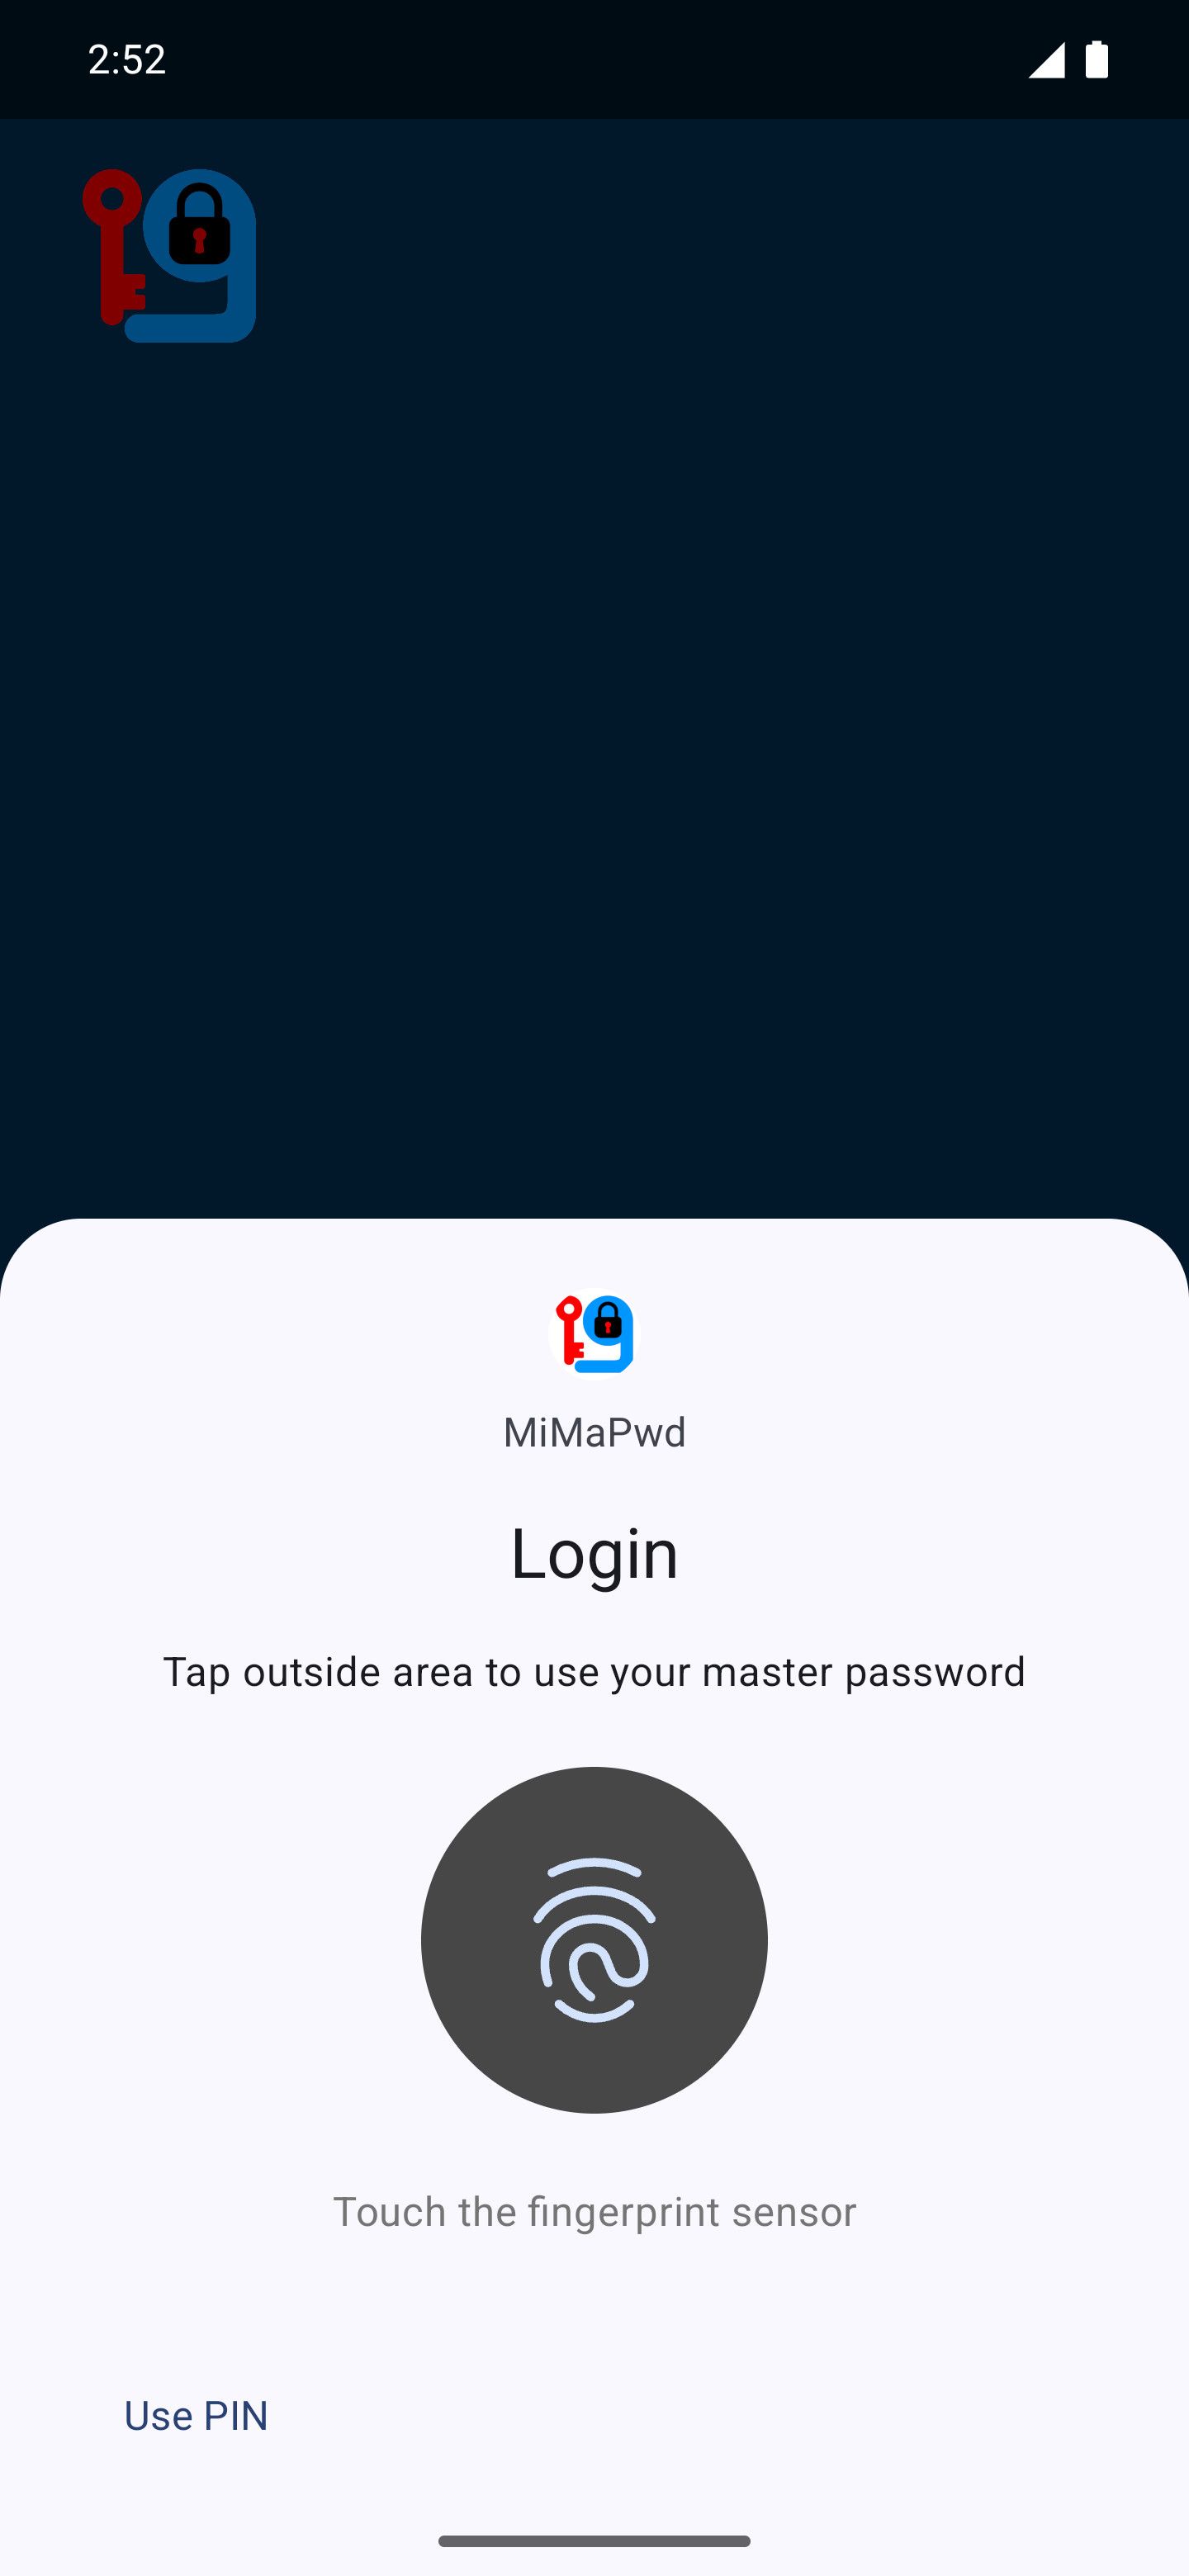 2:52
MiMaPwd
Login
Tap outside area to use your master password
Touch the fingerprint sensor
Use PIN